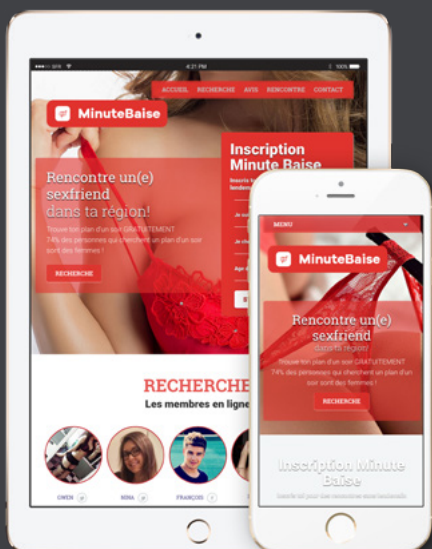 SFR
4:21 PM
100%
ACCUEIL RECHERCHE AVIS RENCONTRE CONTACT
MinuteBaise
Rencontre un(e)
sexfriend
dans ta région!
Trouve ton plan d'un soir GRATUITEMENT
74% des personnes qui cherchent un plan d'un soir
sont des femmes !
RECHERCHE
Inscription
Minute Baise
RECHERCHE
Les membres en ligne
GWEN
NINA
FRANÇOIS
MENU
MinuteBaise
Rencontre un(e)
sexfriend
dans ta région!
Trouve ton plan d'un soir GRATUITEMENT
74% des personnes qui cherchent un plan d'un
soir sont des femmes !
RECHERCHE
Inscription Minute
Baise